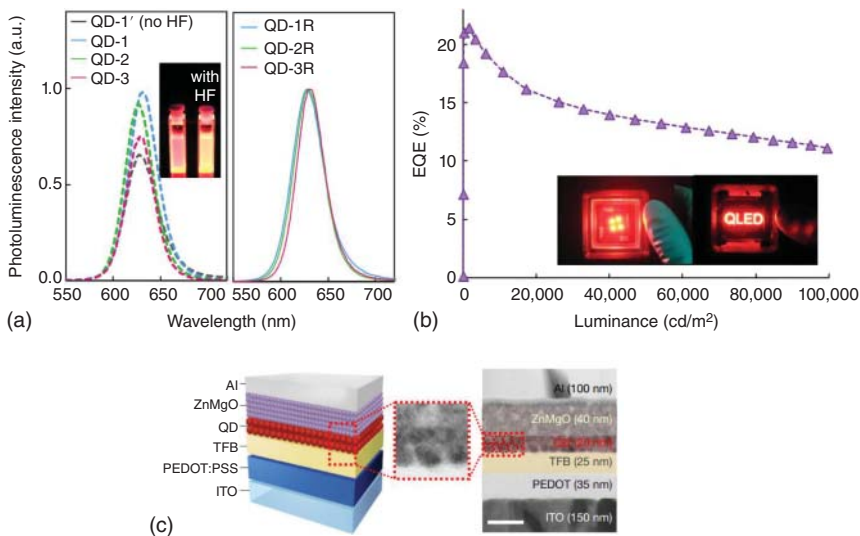 QD-1′ (no HF)
QD-1
QD-2
QD-3
with
HF
QD-1R
QD-2R
QD-3R
Photoluminescence intensity (a.u.)
1.0
0.5
0.0
550 600 650 700
550 600 650 700
Wavelength (nm)
(a)
EQE (%)
20
15
10
5
0
QLED
0 20,000 40,000 60,000 80,000 100,000
Luminance (cd/m²)
(b)
Al
ZnMgO
QD
TFB
PEDOT:PSS
ITO
Al (100 nm)
ZnMgO (40 nm)
TFB (25 nm)
PEDOT (35 nm)
ITO (150 nm)
(c)